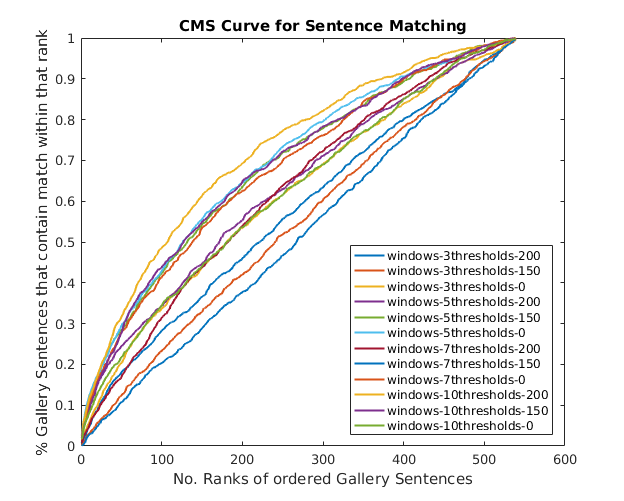 CMS Curve for Sentence Matching
% Gallery Sentences that contain match within that rank
1
0.9
0.8
0.7
0.6
0.5
0.4
0.3
0.2
0.1
0
windows-3thresholds-200
windows-3thresholds-150
windows-3thresholds-0
windows-5thresholds-200
windows-5thresholds-150
windows-5thresholds-0
windows-7thresholds-200
windows-7thresholds-150
windows-7thresholds-0
windows-10thresholds-200
windows-10thresholds-150
windows-10thresholds-0
0 100 200 300 400 500 600
No. Ranks of ordered Gallery Sentences